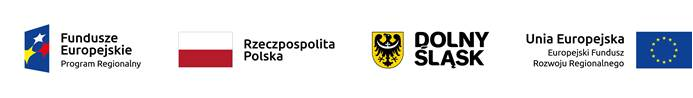 Fundusze
Europejskie
Program Regionalny
Rzeczpospolita
Polska
DOLNY
ŚLĄSK
Unia Europejska
Europejski Fundusz
Rozwoju Regionalnego